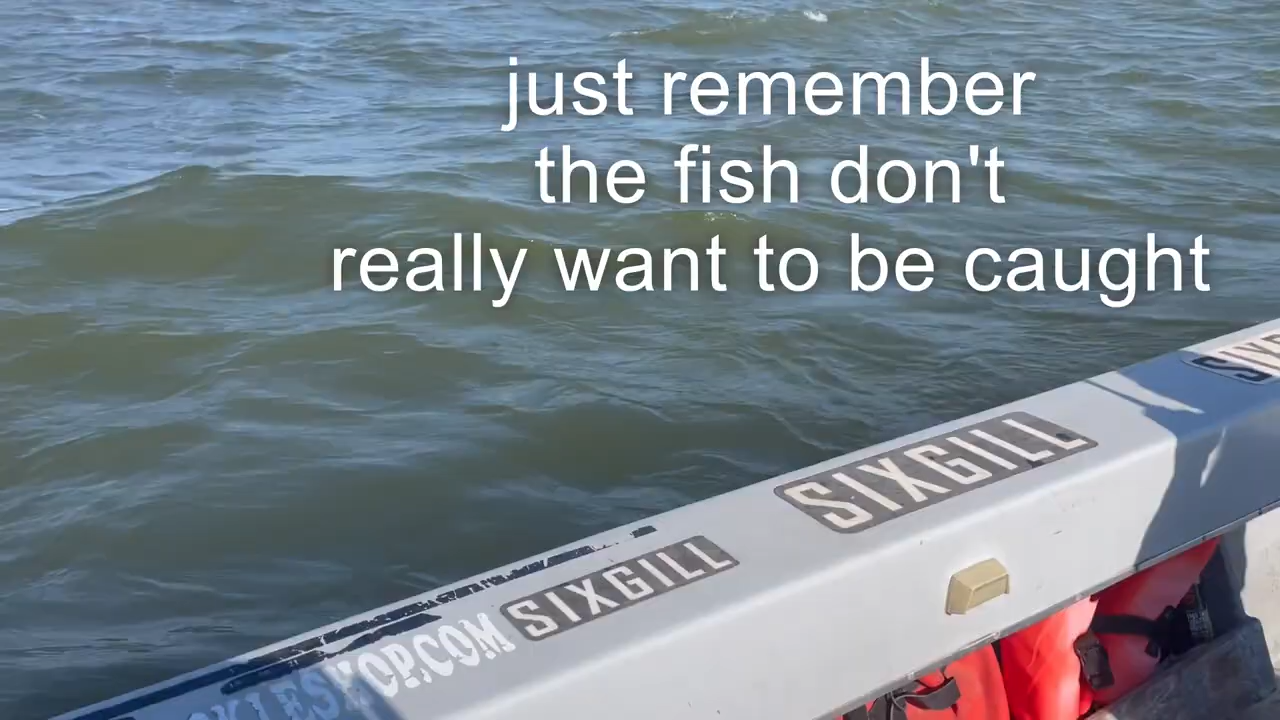 just remember
the fish don't
really want to be caught
SIXGILL
SIXGILL